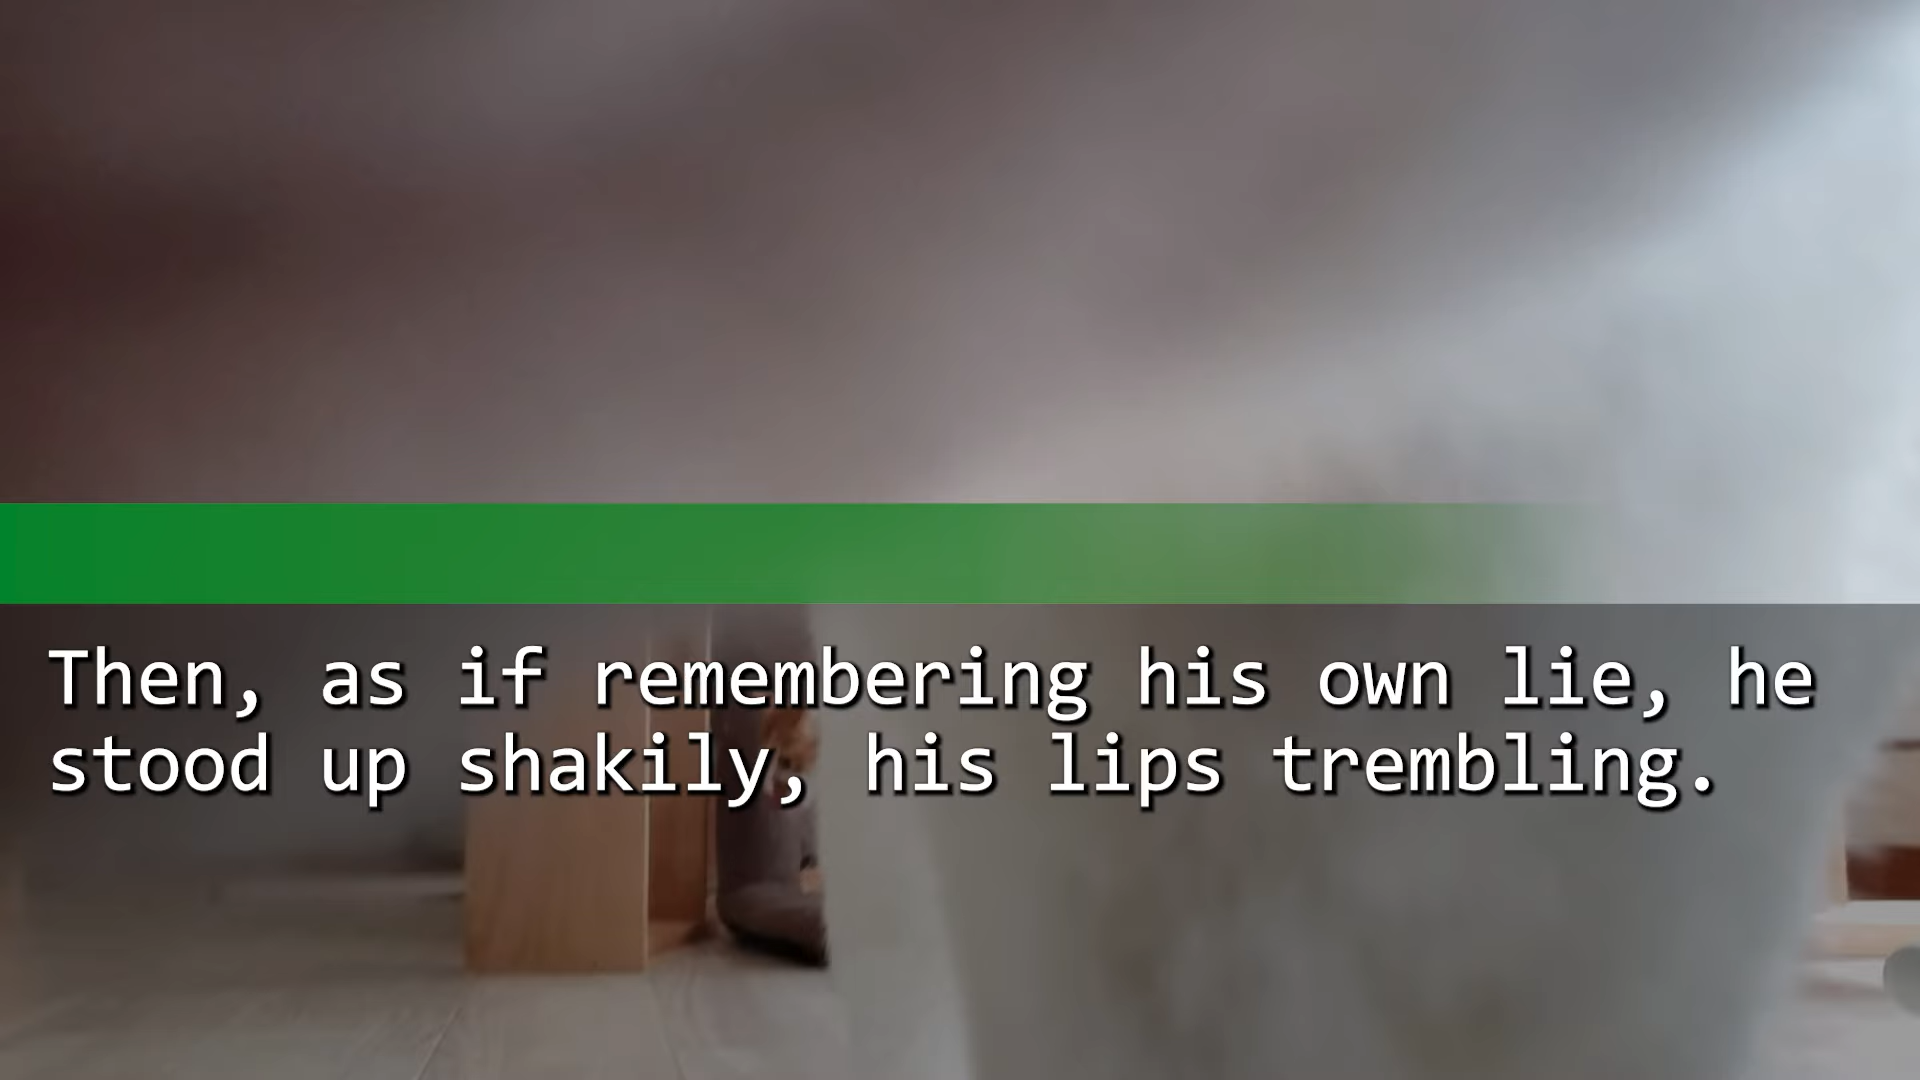 Then, as if remembering his own lie, he
stood up shakily, his lips trembling.